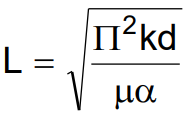 L = √(Π²kd / μα)